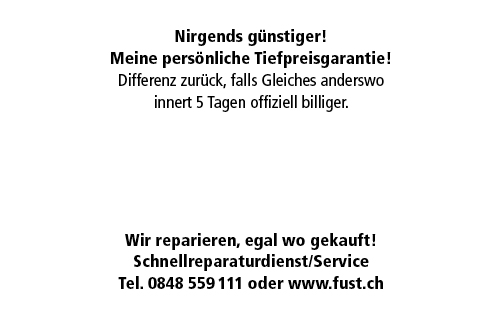 Nirgends günstiger!
Meine persönliche Tiefpreisgarantie!
Differenz zurück, falls Gleiches anderswo
innert 5 Tagen offiziell billiger.
Wir reparieren, egal wo gekauft!
Schnellreparaturdienst/Service
Tel. 0848 559 111 oder www.fust.ch